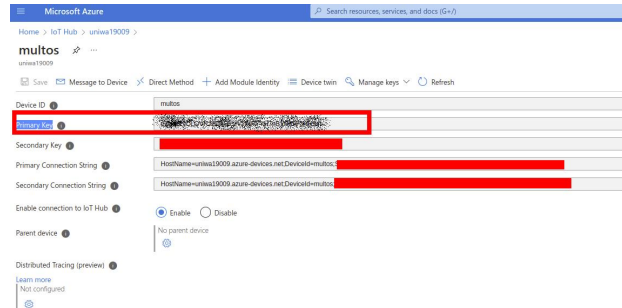 Microsoft Azure
Search resources, services, and docs (G+/)
Home > IoT Hub > uniwa19009 >
multos
uniwa19009
Save Message to Device Direct Method Add Module Identity Device twin Manage keys Refresh
Device ID multos
Primary Key
Secondary Key
Primary Connection String HostName=uniwa19009.azure-devices.net;DeviceId=multos;
Secondary Connection String HostName=uniwa19009.azure-devices.net;DeviceId=multos;
Enable connection to IoT Hub Enable Disable
Parent device No parent device
Distributed Tracing (preview)
Learn more
Not configured